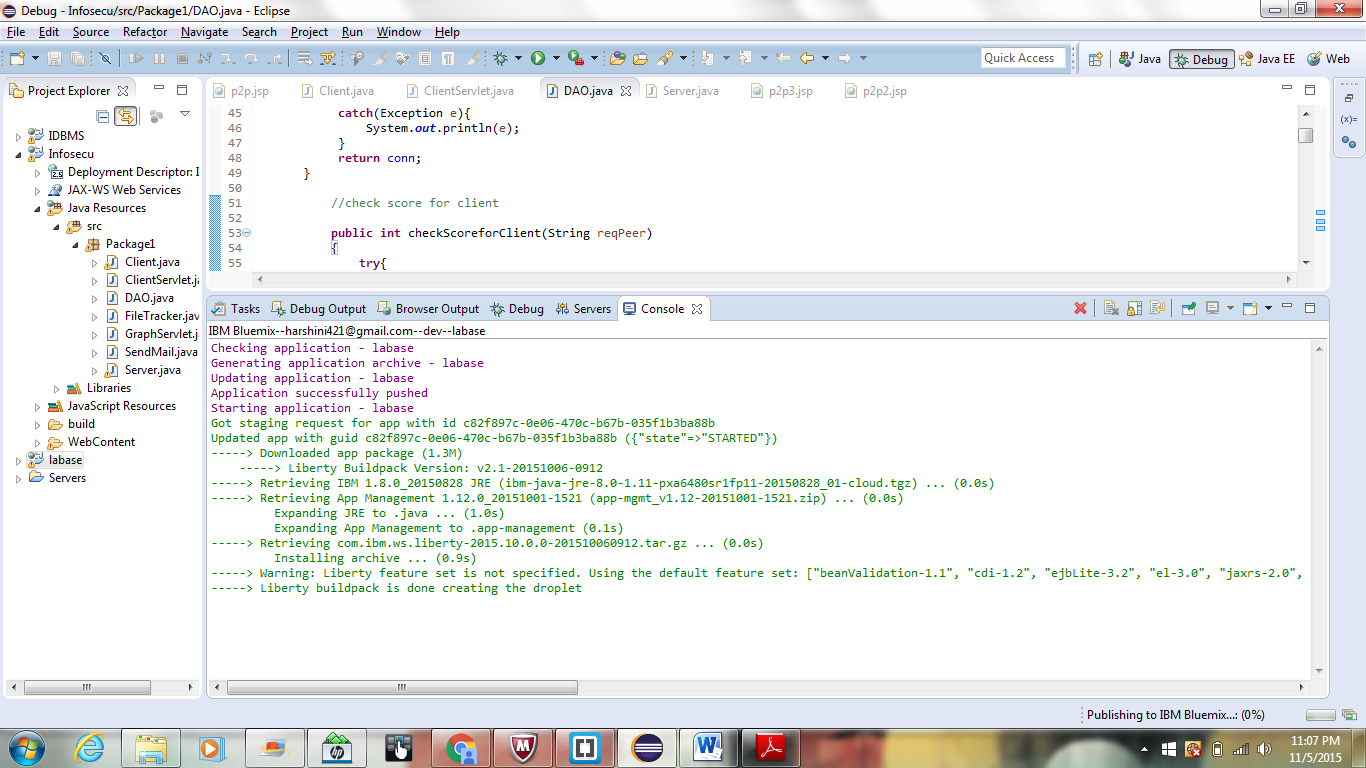 Debug - Infosecu/src/Package1/DAO.java - Eclipse
File Edit Source Refactor Navigate Search Project Run Window Help
Quick Access
Java Debug Java EE Web
Project Explorer
p2p.jsp Client.java ClientServlet.java DAO.java Server.java p2p3.jsp p2p2.jsp
IDBMS
Infosecu
Deployment Descriptor: I
JAX-WS Web Services
Java Resources
src
Package1
Client.java
ClientServlet.ja
DAO.java
FileTracker.jav
GraphServlet.j
SendMail.java
Server.java
Libraries
JavaScript Resources
build
WebContent
labase
Servers
45 catch(Exception e){
46 System.out.println(e);
47 }
48 return conn;
49 }
50
51 //check score for client
52
53 public int checkScoreforClient(String reqPeer)
54 {
55 try{
Tasks Debug Output Browser Output Debug Servers Console
IBM Bluemix--harshini421@gmail.com--dev--labase
Checking application - labase
Generating application archive - labase
Updating application - labase
Application successfully pushed
Starting application - labase
Got staging request for app with id c82f897c-0e06-470c-b67b-035f1b3ba88b
Updated app with guid c82f897c-0e06-470c-b67b-035f1b3ba88b ({"state"=>"STARTED"})
-----> Downloaded app package (1.3M)
-----> Liberty Buildpack Version: v2.1-20151006-0912
-----> Retrieving IBM 1.8.0_20150828 JRE (ibm-java-jre-8.0-1.11-pxa6480sr1fp11-20150828_01-cloud.tgz) ... (0.0s)
-----> Retrieving App Management 1.12.0_20151001-1521 (app-mgmt_v1.12-20151001-1521.zip) ... (0.0s)
Expanding JRE to .java ... (1.0s)
Expanding App Management to .app-management (0.1s)
-----> Retrieving com.ibm.ws.liberty-2015.10.0.0-201510060912.tar.gz ... (0.0s)
Installing archive ... (0.9s)
-----> Warning: Liberty feature set is not specified. Using the default feature set: ["beanValidation-1.1", "cdi-1.2", "ejbLite-3.2", "el-3.0", "jaxrs-2.0",
-----> Liberty buildpack is done creating the droplet
Publishing to IBM Bluemix...: (0%)
11:07 PM
11/5/2015